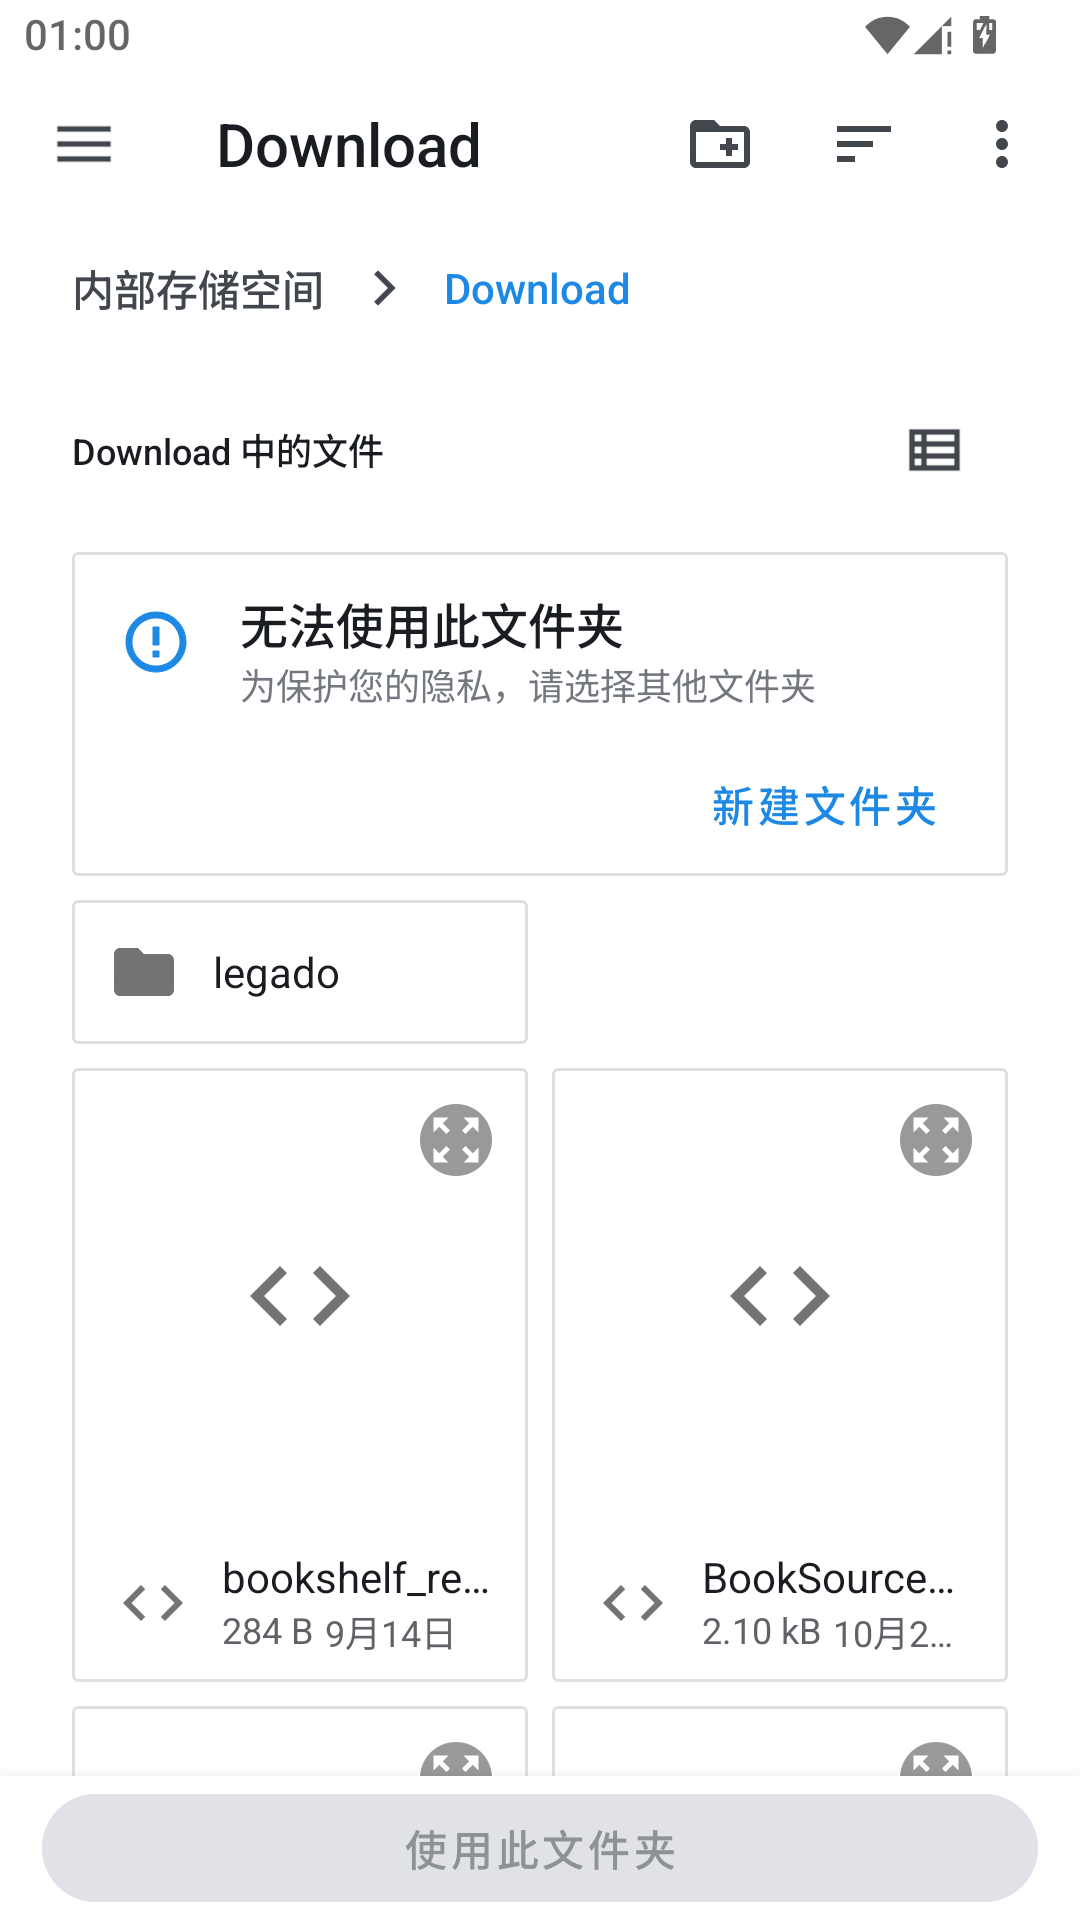 01:00
Download
内部存储空间
Download
Download 中的文件
无法使用此文件夹
为保护您的隐私，请选择其他文件夹
新建文件夹
legado
bookshelf_re…
284 B 9月14日
BookSource…
2.10 kB 10月2…
使用此文件夹